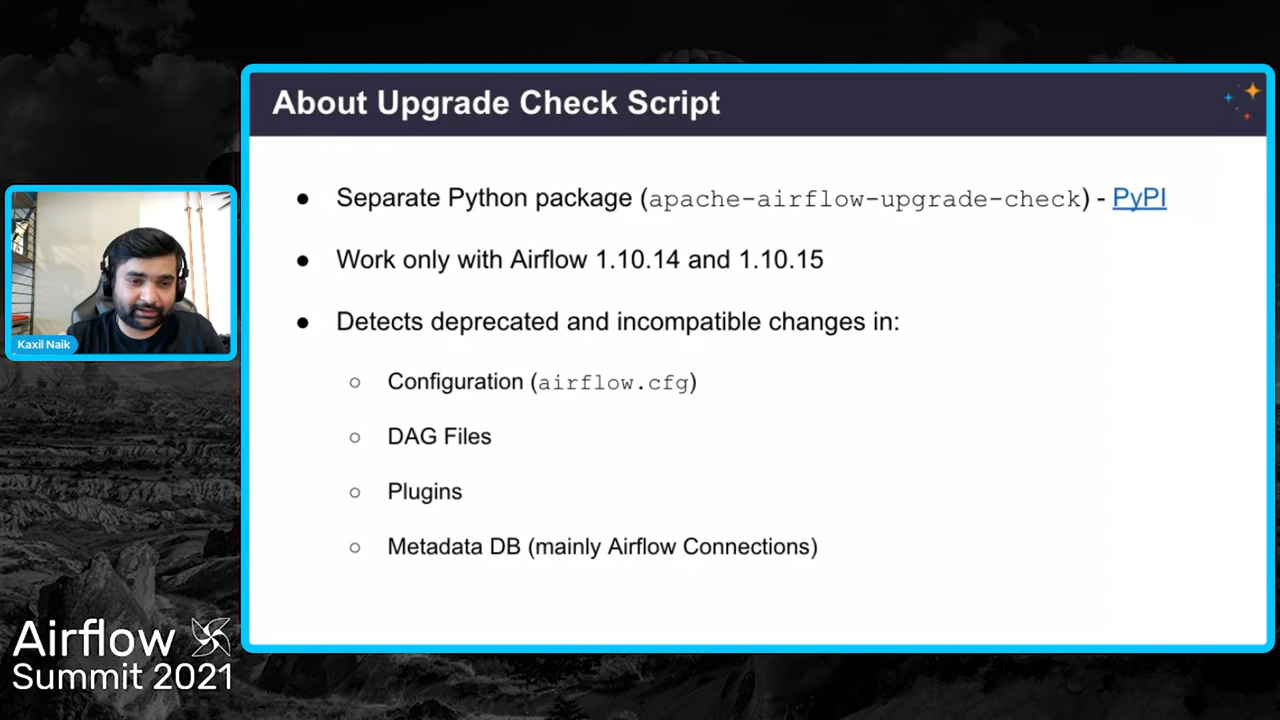 About Upgrade Check Script
● Separate Python package (apache-airflow-upgrade-check) - PyPI
● Work only with Airflow 1.10.14 and 1.10.15
● Detects deprecated and incompatible changes in:
○ Configuration (airflow.cfg)
○ DAG Files
○ Plugins
○ Metadata DB (mainly Airflow Connections)
Kaxil Naik
Airflow
Summit 2021